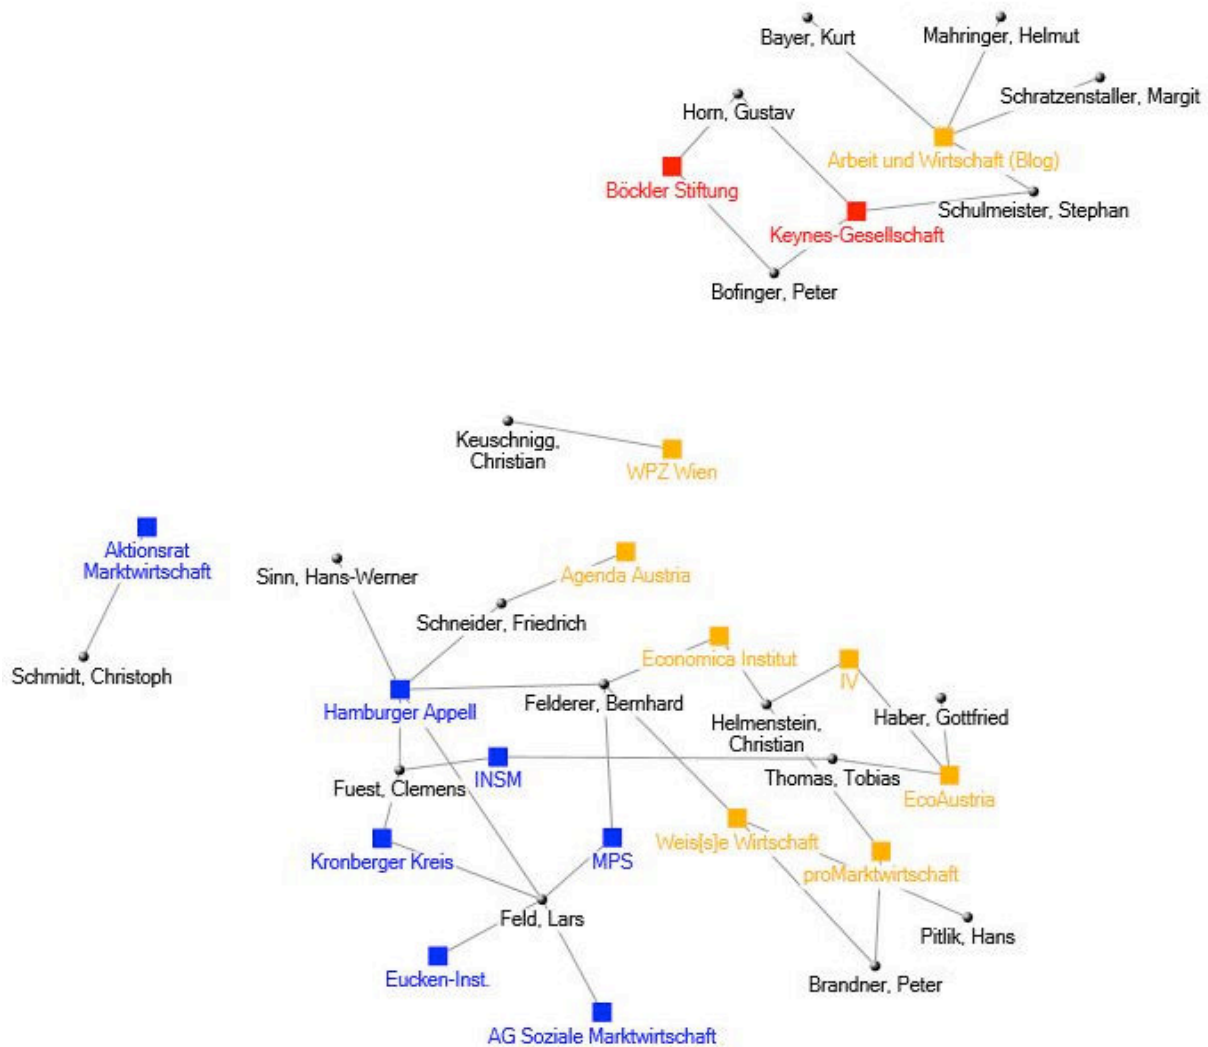 Bayer, Kurt
Mahringer, Helmut
Schratzenstaller, Margit
Horn, Gustav
Arbeit und Wirtschaft (Blog)
Böckler Stiftung
Schulmeister, Stephan
Keynes-Gesellschaft
Bofinger, Peter
Keuschnigg,
Christian
WPZ Wien
Aktionsrat
Marktwirtschaft
Sinn, Hans-Werner
Agenda Austria
Schneider, Friedrich
Schmidt, Christoph
Economica Institut
IV
Hamburger Appell
Felderer, Bernhard
Helmenstein,
Christian
Haber, Gottfried
Fuest, Clemens
INSM
Thomas, Tobias
EcoAustria
Kronberger Kreis
MPS
Weis[s]e Wirtschaft
proMarktwirtschaft
Feld, Lars
Pitlik, Hans
Eucken-Inst.
Brandner, Peter
AG Soziale Marktwirtschaft